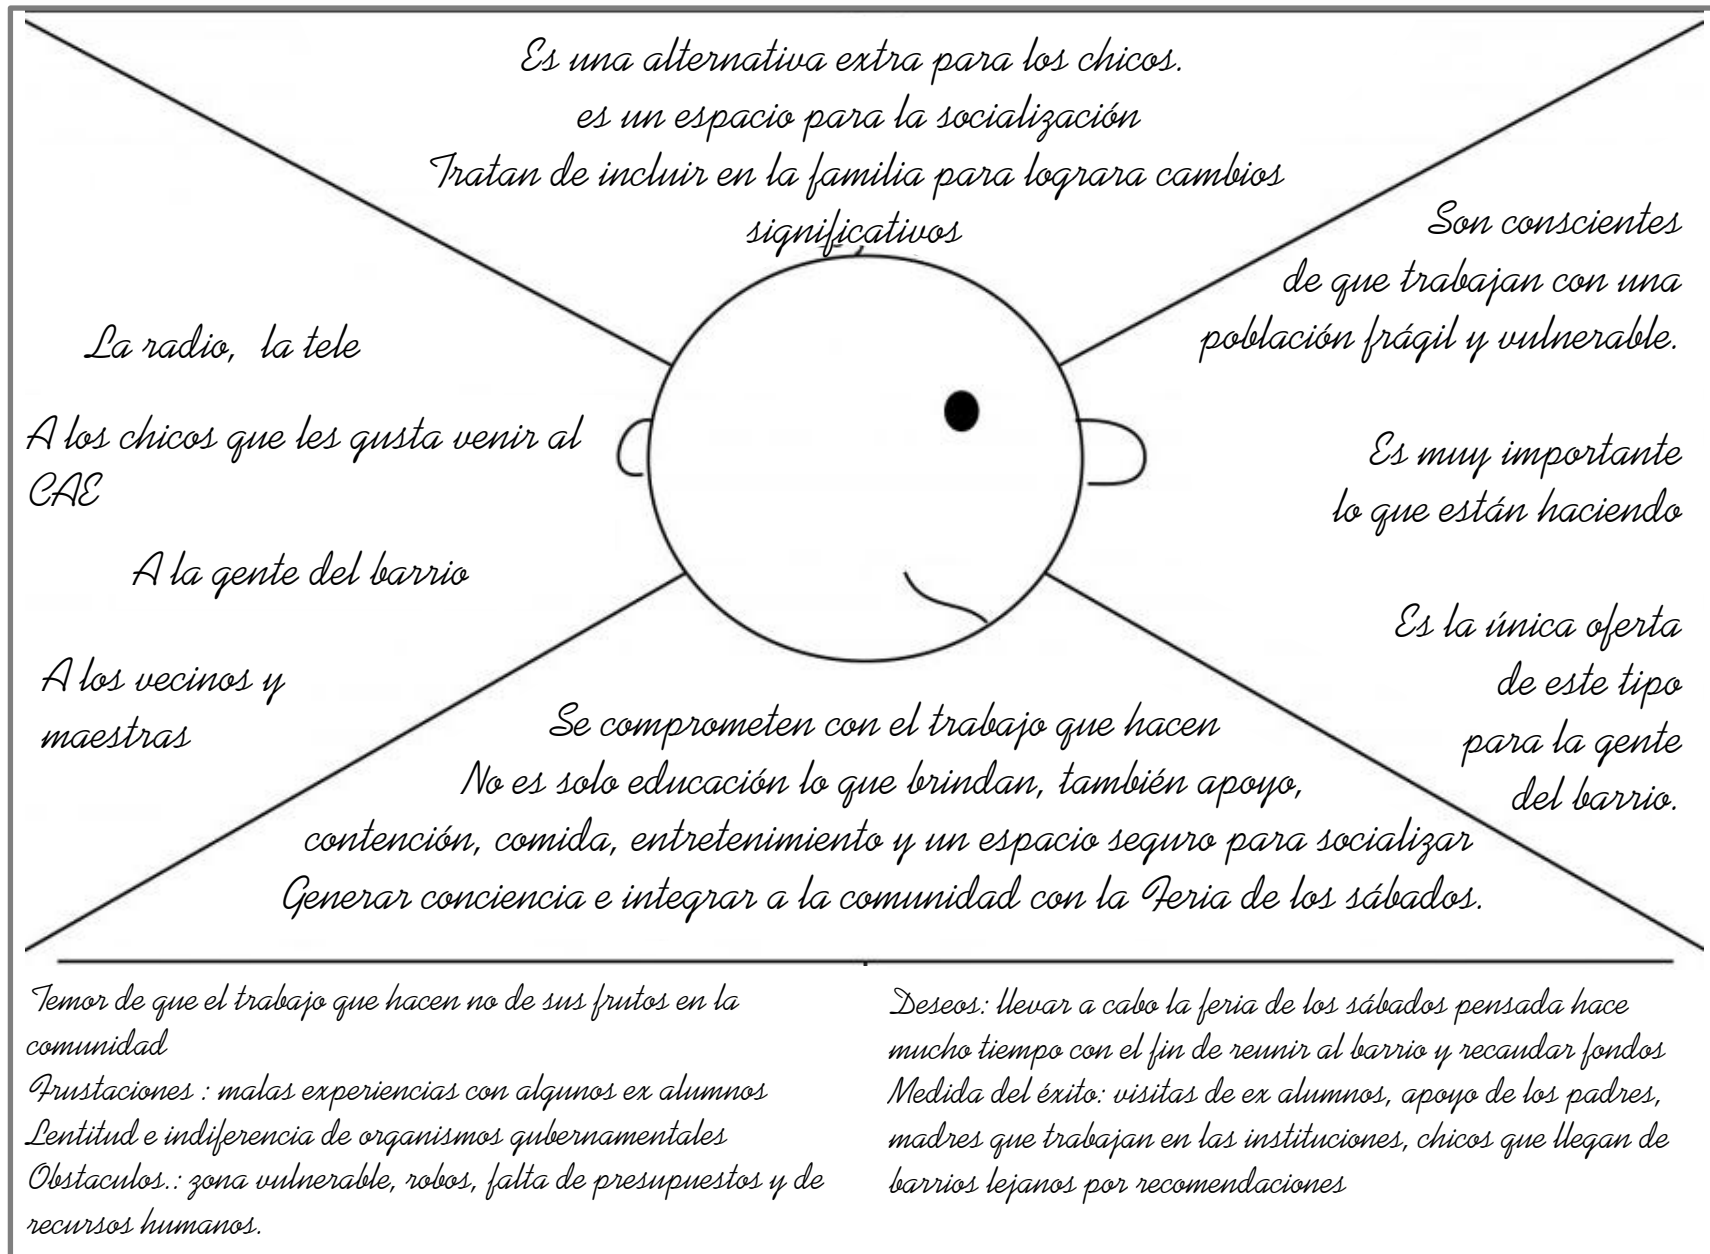 Es una alternativa extra para los chicos.
es un espacio para la socialización
Tratan de incluir en la familia para lograra cambios
significativos
La radio, la tele
A los chicos que les gusta venir al
CAE
A la gente del barrio
A los vecinos y
maestras
Son conscientes
de que trabajan con una
población frágil y vulnerable.
Es muy importante
lo que están haciendo
Es la única oferta
de este tipo
para la gente
del barrio.
Se comprometen con el trabajo que hacen
No es solo educación lo que brindan, también apoyo,
contención, comida, entretenimiento y un espacio seguro para socializar
Generar conciencia e integrar a la comunidad con la Feria de los sábados.
Temor de que el trabajo que hacen no de sus frutos en la
comunidad
Frustaciones : malas experiencias con algunos ex alumnos
Lentitud e indiferencia de organismos gubernamentales
Obstaculos.: zona vulnerable, robos, falta de presupuestos y de
recursos humanos.
Deseos: llevar a cabo la feria de los sábados pensada hace
mucho tiempo con el fin de reunir al barrio y recaudar fondos
Medida del éxito: visitas de ex alumnos, apoyo de los padres,
madres que trabajan en las instituciones, chicos que llegan de
barrios lejanos por recomendaciones